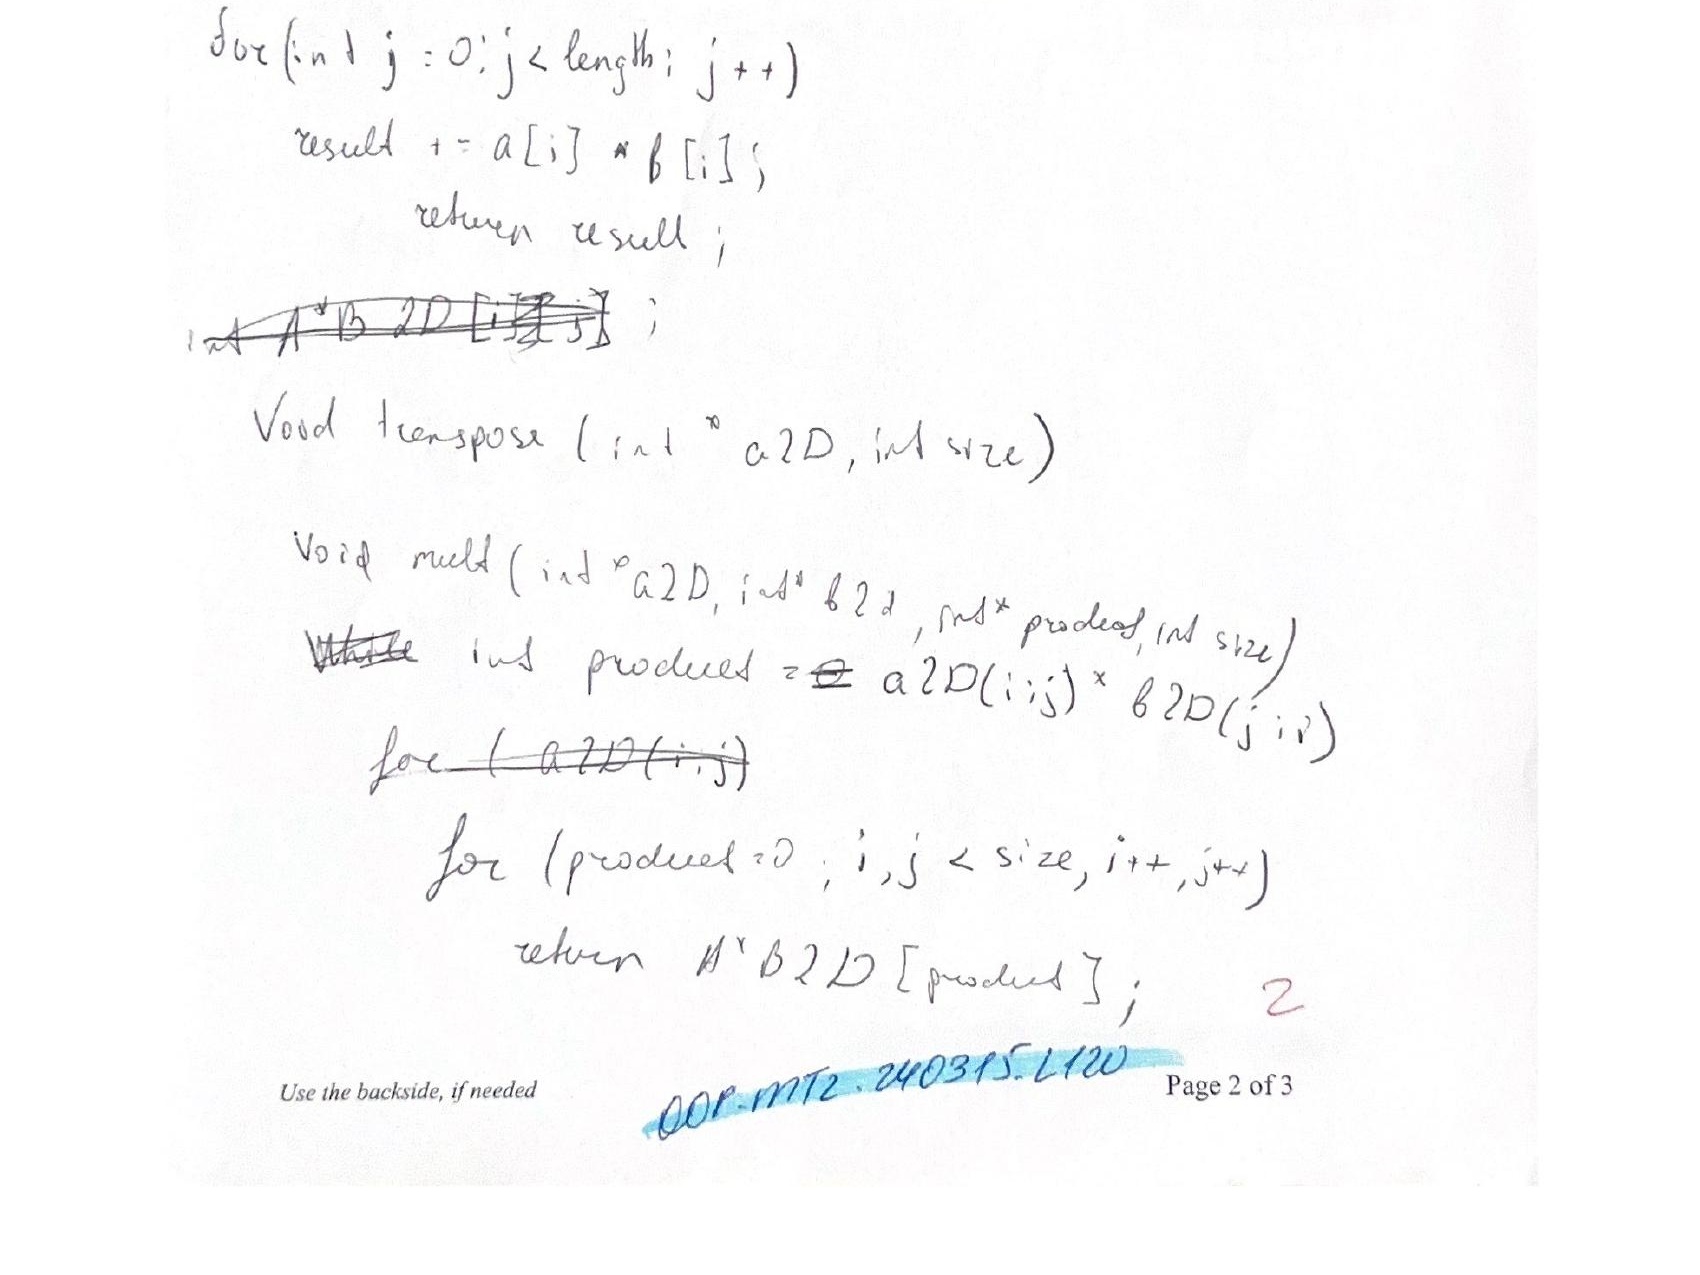 for (int j = 0; j < length; j++)
result += a[i] * b[i];
return result;
int A*B 2D [i][j] ;
Void transpose (int * a2D, int size)
Void mult (int * a2D, int* b2d, int* product, int size)
While int product = 0 a2D(i;j) * b2D(j;i)
for ( a2D(i;j)
for (product=0; i,j < size, i++, j++)
return A*B2D [product];
2
Use the backside, if needed
OOP-MT2.240315.L120
Page 2 of 3